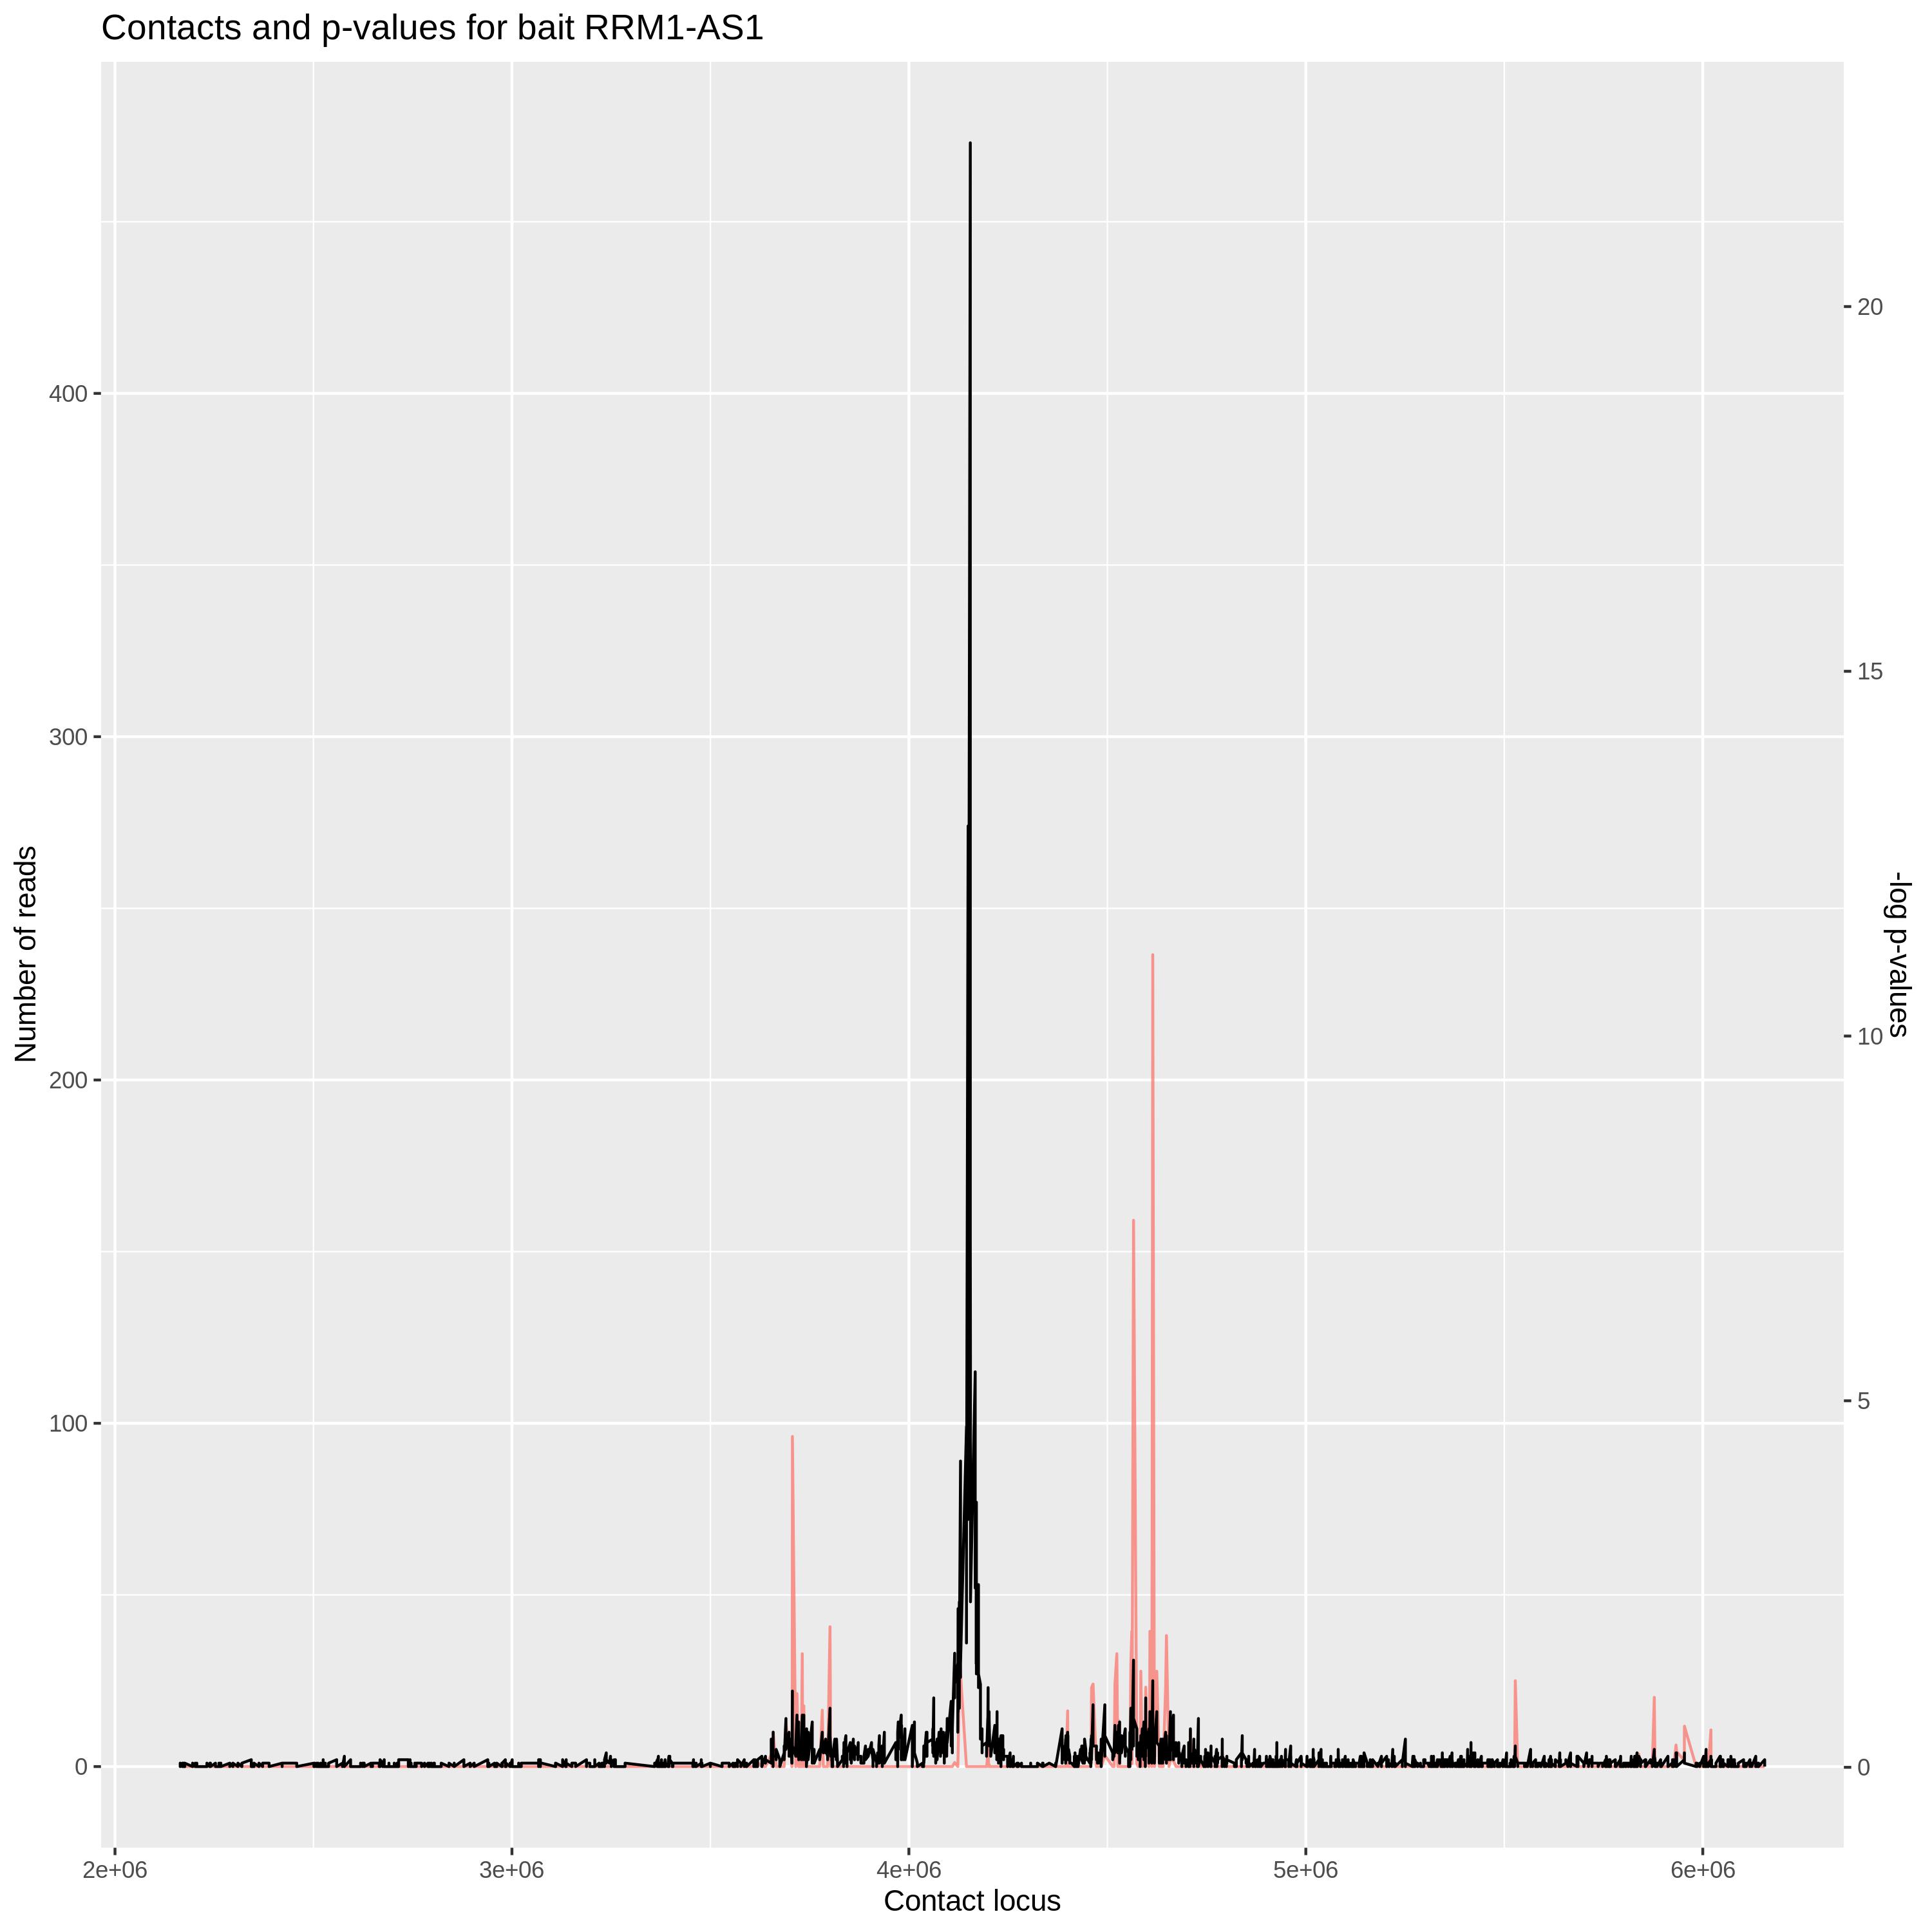 Contacts and p-values for bait RRM1-AS1
Number of reads
400
300
200
100
0
20
15
10
5
0
-log p-values
2e+06
3e+06
4e+06
5e+06
6e+06
Contact locus